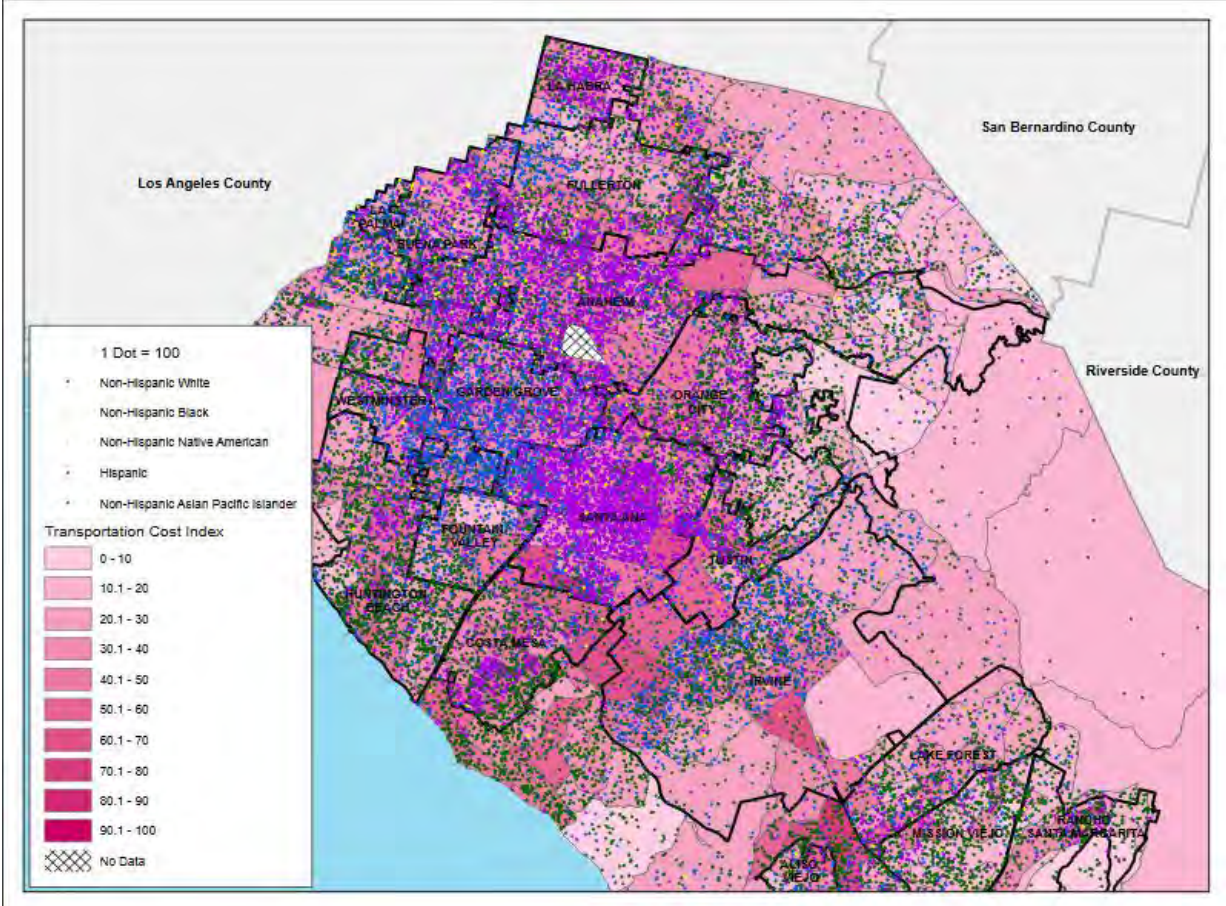 San Bernardino County
Los Angeles County
Riverside County
LA HABRA
FULLERTON
LA
PALMA
BUENA PARK
ANAHEIM
GARDEN GROVE
WESTMINSTER
ORANGE
CITY
SANTA ANA
FOUNTAIN
VALLEY
TUSTIN
HUNTINGTON
BEACH
COSTA MESA
IRVINE
LAKE FOREST
MISSION VIEJO
RANCHO
SANTA MARGARITA
ALISO
VIEJO
1 Dot = 100
Non-Hispanic White
Non-Hispanic Black
Non-Hispanic Native American
Hispanic
Non-Hispanic Asian Pacific Islander
Transportation Cost Index
0 - 10
10.1 - 20
20.1 - 30
30.1 - 40
40.1 - 50
50.1 - 60
60.1 - 70
70.1 - 80
80.1 - 90
90.1 - 100
No Data